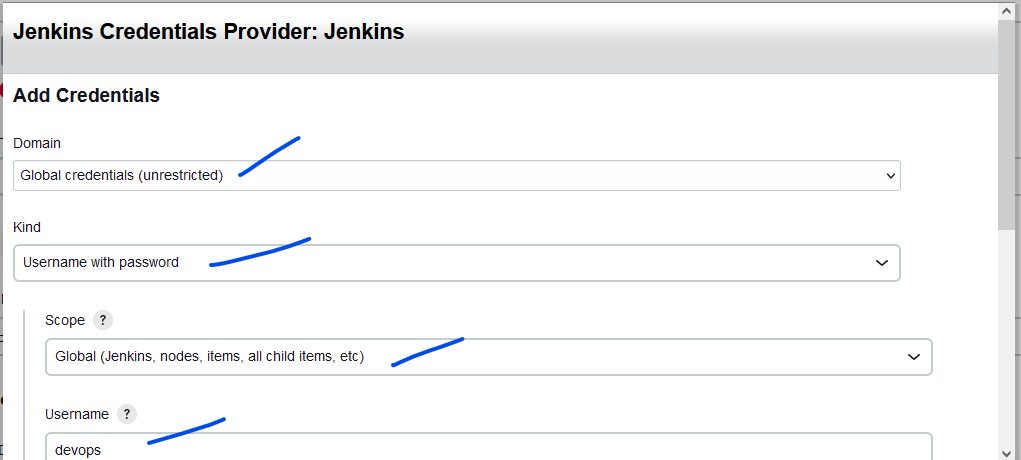 Jenkins Credentials Provider: Jenkins
Add Credentials
Domain
Global credentials (unrestricted)
Kind
Username with password
Scope ?
Global (Jenkins, nodes, items, all child items, etc)
Username ?
devops